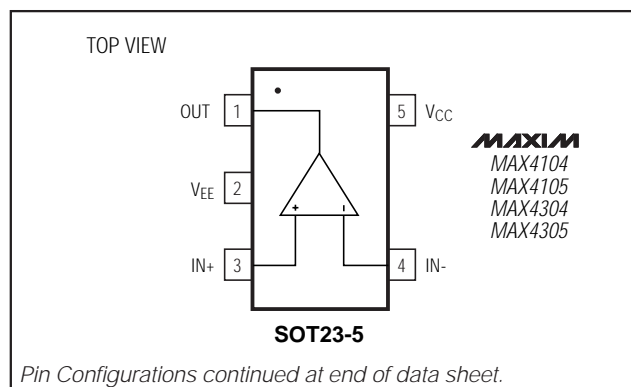 TOP VIEW
OUT 1
5 VCC
VEE 2
IN+ 3
4 IN-
+ -
MAXIM
MAX4104
MAX4105
MAX4304
MAX4305
SOT23-5
Pin Configurations continued at end of data sheet.